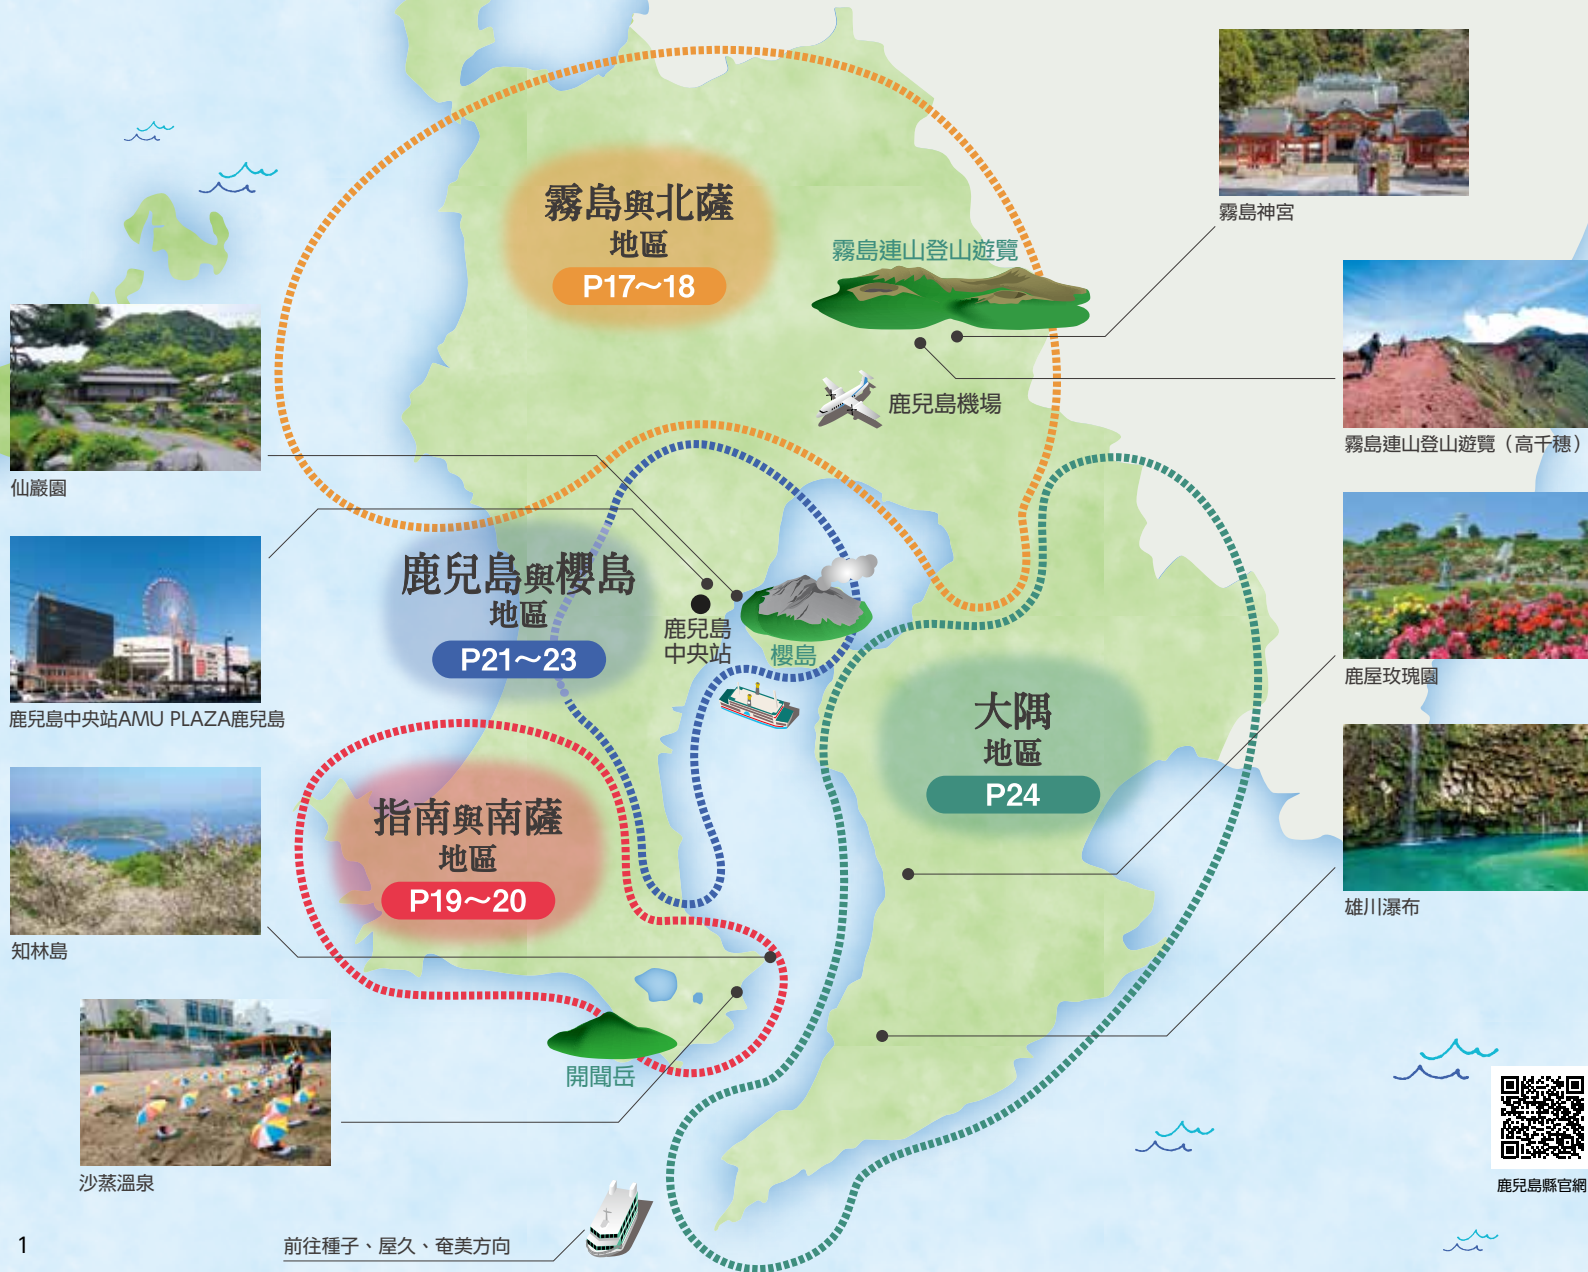 霧島與北薩
地區
P17～18
霧島連山登山遊覽
鹿兒島機場
霧島神宮
霧島連山登山遊覽（高千穗）
仙巖園
鹿兒島與櫻島
地區
P21～23
鹿兒島
中央站
櫻島
鹿兒島中央站AMU PLAZA鹿兒島
鹿屋玫瑰園
大隅
地區
P24
指南與南薩
地區
P19～20
知林島
雄川瀑布
開聞岳
沙蒸溫泉
鹿兒島縣官網
前往種子、屋久、奄美方向
1